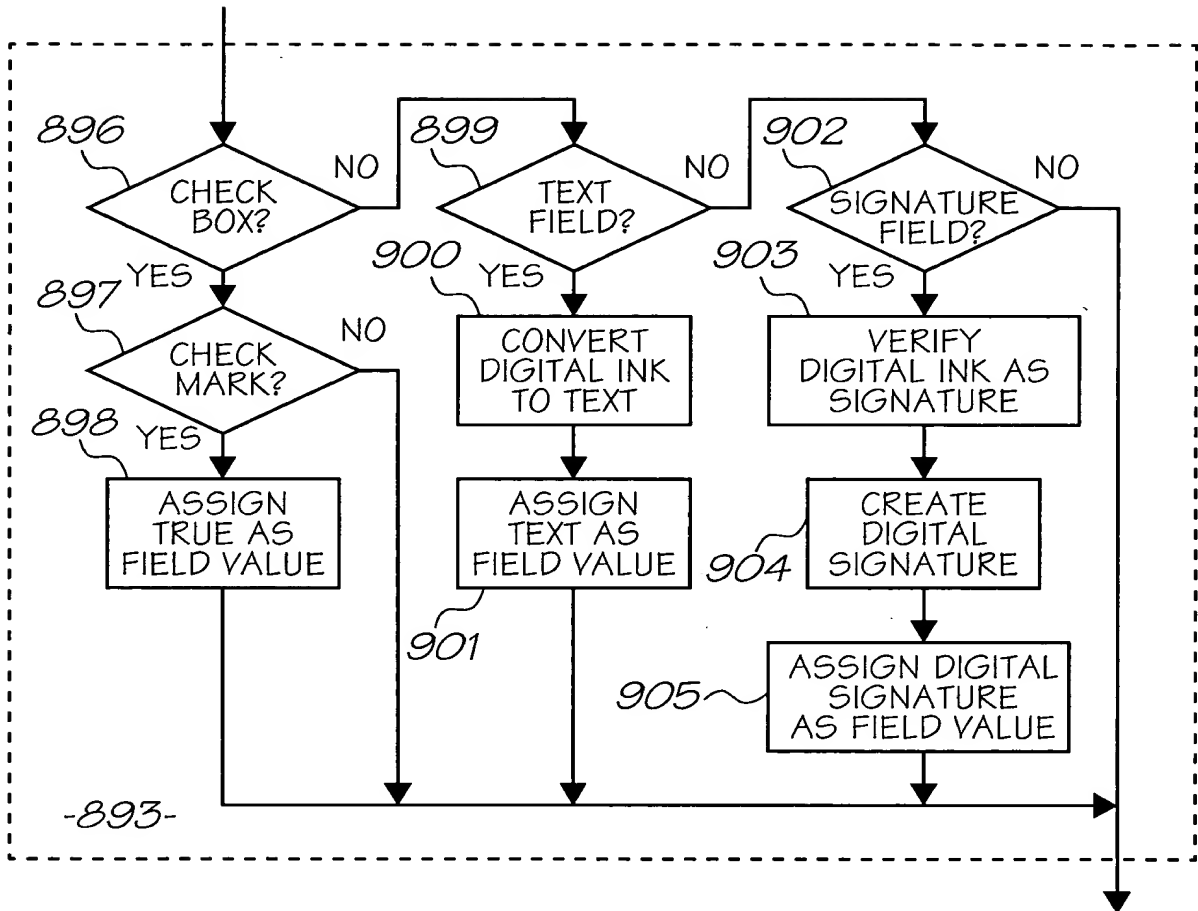 896
CHECK
BOX?
NO
YES
897
CHECK
MARK?
NO
YES
898
ASSIGN
TRUE AS
FIELD VALUE
899
TEXT
FIELD?
NO
YES
900
CONVERT
DIGITAL INK
TO TEXT
ASSIGN
TEXT AS
FIELD VALUE
901
902
SIGNATURE
FIELD?
NO
YES
903
VERIFY
DIGITAL INK AS
SIGNATURE
CREATE
DIGITAL
SIGNATURE
904
ASSIGN DIGITAL
SIGNATURE
AS FIELD VALUE
905
-893-